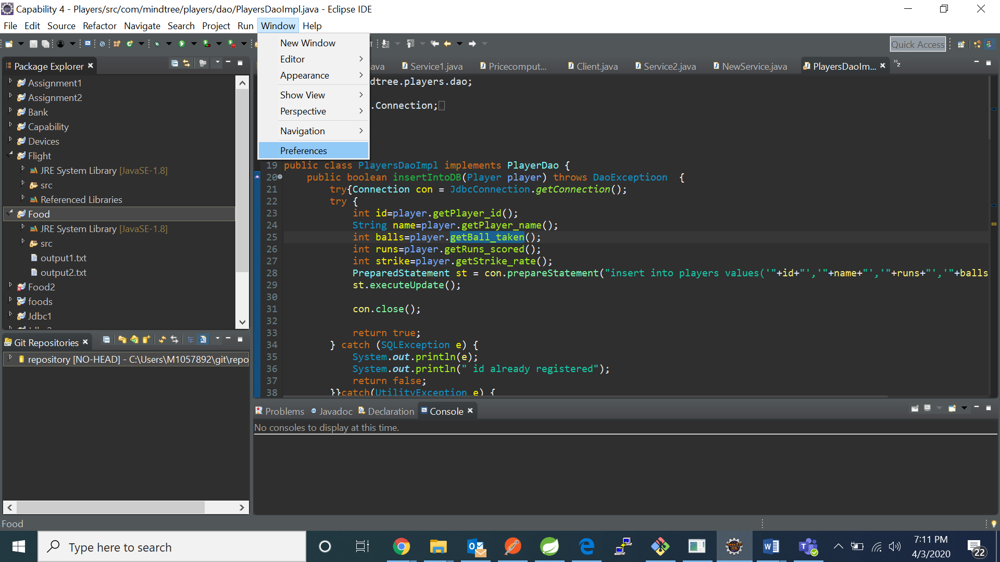 Capability 4 - Players/src/com/mindtree/players/dao/PlayersDaoImpl.java - Eclipse IDE
File Edit Source Refactor Navigate Search Project Run Window Help
Quick Access
New Window
Editor
Appearance
Show View
Perspective
Navigation
Preferences
Package Explorer
Assignment1
Assignment2
Bank
Capability
Devices
Flight
JRE System Library [JavaSE-1.8]
src
Referenced Libraries
Food
JRE System Library [JavaSE-1.8]
src
output1.txt
output2.txt
Food2
foods
Jdbc1
Git Repositories
repository [NO-HEAD] - C:\Users\M1057892\git\repo
ava Service1.java Pricecomput... Client.java Service2.java NewService.java PlayersDaoIm... »2
dtree.players.dao;
.Connection;
19 public class PlayersDaoImpl implements PlayerDao {
20 public boolean insertIntoDB(Player player) throws DaoExceptioon {
21 try{Connection con = JdbcConnection.getConnection();
22 try {
23 int id=player.getPlayer_id();
24 String name=player.getPlayer_name();
25 int balls=player.getBall_taken();
26 int runs=player.getRuns_scored();
27 int strike=player.getStrike_rate();
28 PreparedStatement st = con.prepareStatement("insert into players values('"+id+"','"+name+"','"+runs+"','"+balls
29 st.executeUpdate();
30
31 con.close();
32
33 return true;
34 } catch (SQLException e) {
35 System.out.println(e);
36 System.out.println(" id already registered");
37 return false;
38 }}catch(UtilityException e) {
Problems Javadoc Declaration Console
No consoles to display at this time.
Food
Type here to search
7:11 PM
4/3/2020
22